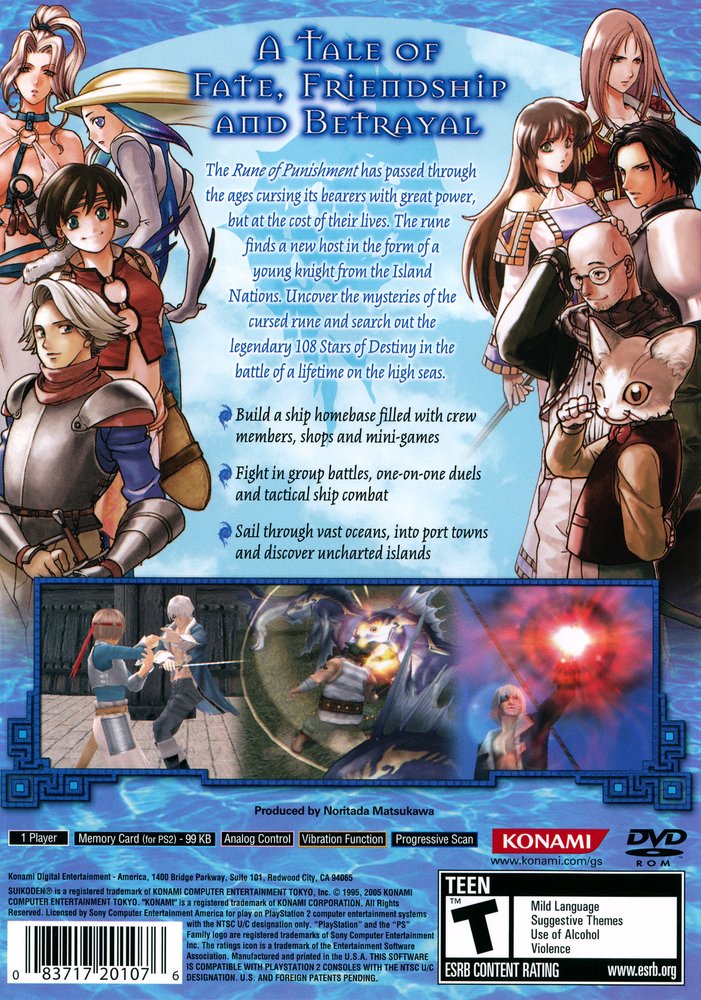 A TALE OF
FATE, FRIENDSHIP
AND BETRAYAL
The Rune of Punishment has passed through
the ages cursing its bearers with great power,
but at the cost of their lives. The rune
finds a new host in the form of a
young knight from the Island
Nations. Uncover the mysteries of the
cursed rune and search out the
legendary 108 Stars of Destiny in the
battle of a lifetime on the high seas.
Build a ship homebase filled with crew
members, shops and mini-games
Fight in group battles, one-on-one duels
and tactical ship combat
Sail through vast oceans, into port towns
and discover uncharted islands
Produced by Noritada Matsukawa
1 Player
Memory Card (for PS2) - 99 KB
Analog Control
Vibration Function
Progressive Scan
KONAMI
www.konami.com/gs
DVD
ROM
Konami Digital Entertainment - America, 1400 Bridge Parkway, Suite 101, Redwood City, CA 94065
SUIKODEN® is a registered trademark of KONAMI COMPUTER ENTERTAINMENT TOKYO, Inc. © 1995, 2005 KONAMI
COMPUTER ENTERTAINMENT TOKYO. "KONAMI" is a registered trademark of KONAMI CORPORATION. All Rights
Reserved. Licensed by Sony Computer Entertainment America for play on PlayStation 2 computer entertainment systems
with the NTSC U/C designation only. "PlayStation" and the "PS"
Family logo are registered trademarks of Sony Computer Entertainment
Inc. The ratings icon is a trademark of the Entertainment Software
Association. Manufactured and printed in the U.S.A. THIS SOFTWARE
IS COMPATIBLE WITH PLAYSTATION 2 CONSOLES WITH THE NTSC U/C
DESIGNATION. U.S. AND FOREIGN PATENTS PENDING.
0 83717 20107 6
TEEN
T
TM
Mild Language
Suggestive Themes
Use of Alcohol
Violence
ESRB CONTENT RATING
www.esrb.org